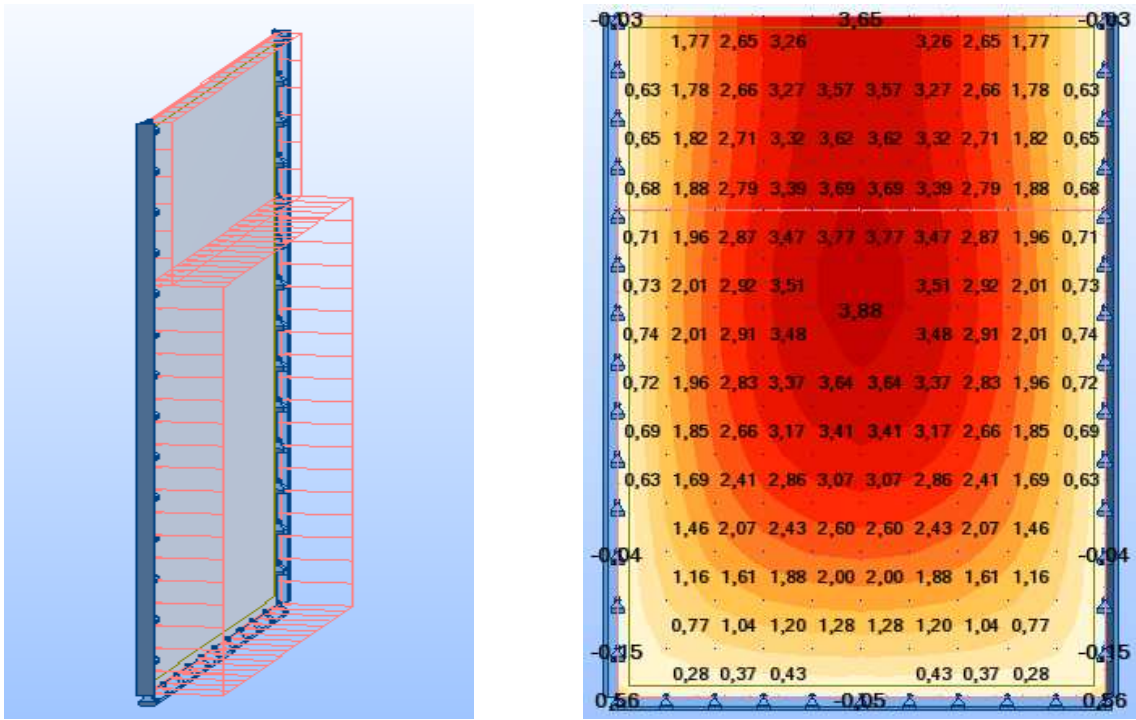 -0,03 3,65 -0,03
1,77 2,65 3,26 3,26 2,65 1,77
0,63 1,78 2,66 3,27 3,57 3,57 3,27 2,66 1,78 0,63
0,65 1,82 2,71 3,32 3,62 3,62 3,32 2,71 1,82 0,65
0,68 1,88 2,79 3,39 3,69 3,69 3,39 2,79 1,88 0,68
0,71 1,96 2,87 3,47 3,77 3,77 3,47 2,87 1,96 0,71
0,73 2,01 2,92 3,51 3,51 2,92 2,01 0,73
3,88
0,74 2,01 2,91 3,48 3,48 2,91 2,01 0,74
0,72 1,96 2,83 3,37 3,64 3,64 3,37 2,83 1,96 0,72
0,69 1,85 2,66 3,17 3,41 3,41 3,17 2,66 1,85 0,69
0,63 1,69 2,41 2,86 3,07 3,07 2,86 2,41 1,69 0,63
1,46 2,07 2,43 2,60 2,60 2,43 2,07 1,46
-0,04 -0,04
1,16 1,61 1,88 2,00 2,00 1,88 1,61 1,16
0,77 1,04 1,20 1,28 1,28 1,20 1,04 0,77
-0,15 -0,15
0,28 0,37 0,43 0,43 0,37 0,28
0,56 -0,05 0,56